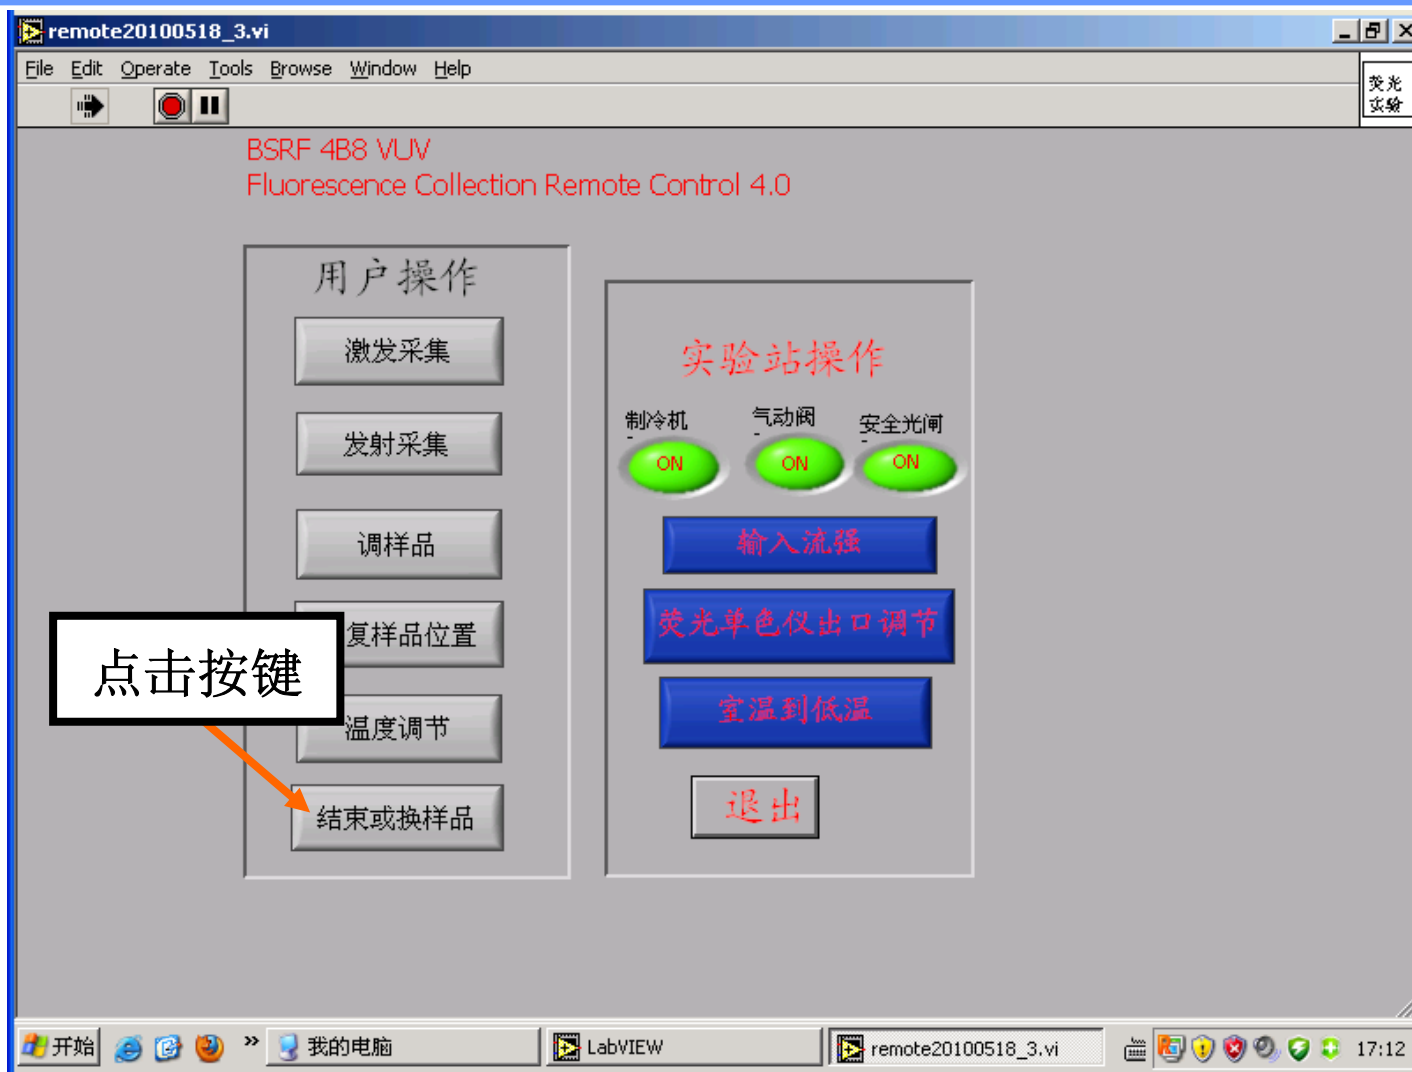 remote20100518_3.vi
File Edit Operate Tools Browse Window Help
荧光
实验
BSRF 4B8 VUV
Fluorescence Collection Remote Control 4.0
用户操作
激发采集
发射采集
调样品
复样品位置
温度调节
结束或换样品
点击按键
实验站操作
制冷机 气动阀 安全光闸
ON ON ON
输入流强
荧光单色仪出口调节
室温到低温
退出
开始 » 我的电脑 LabVIEW remote20100518_3.vi 17:12